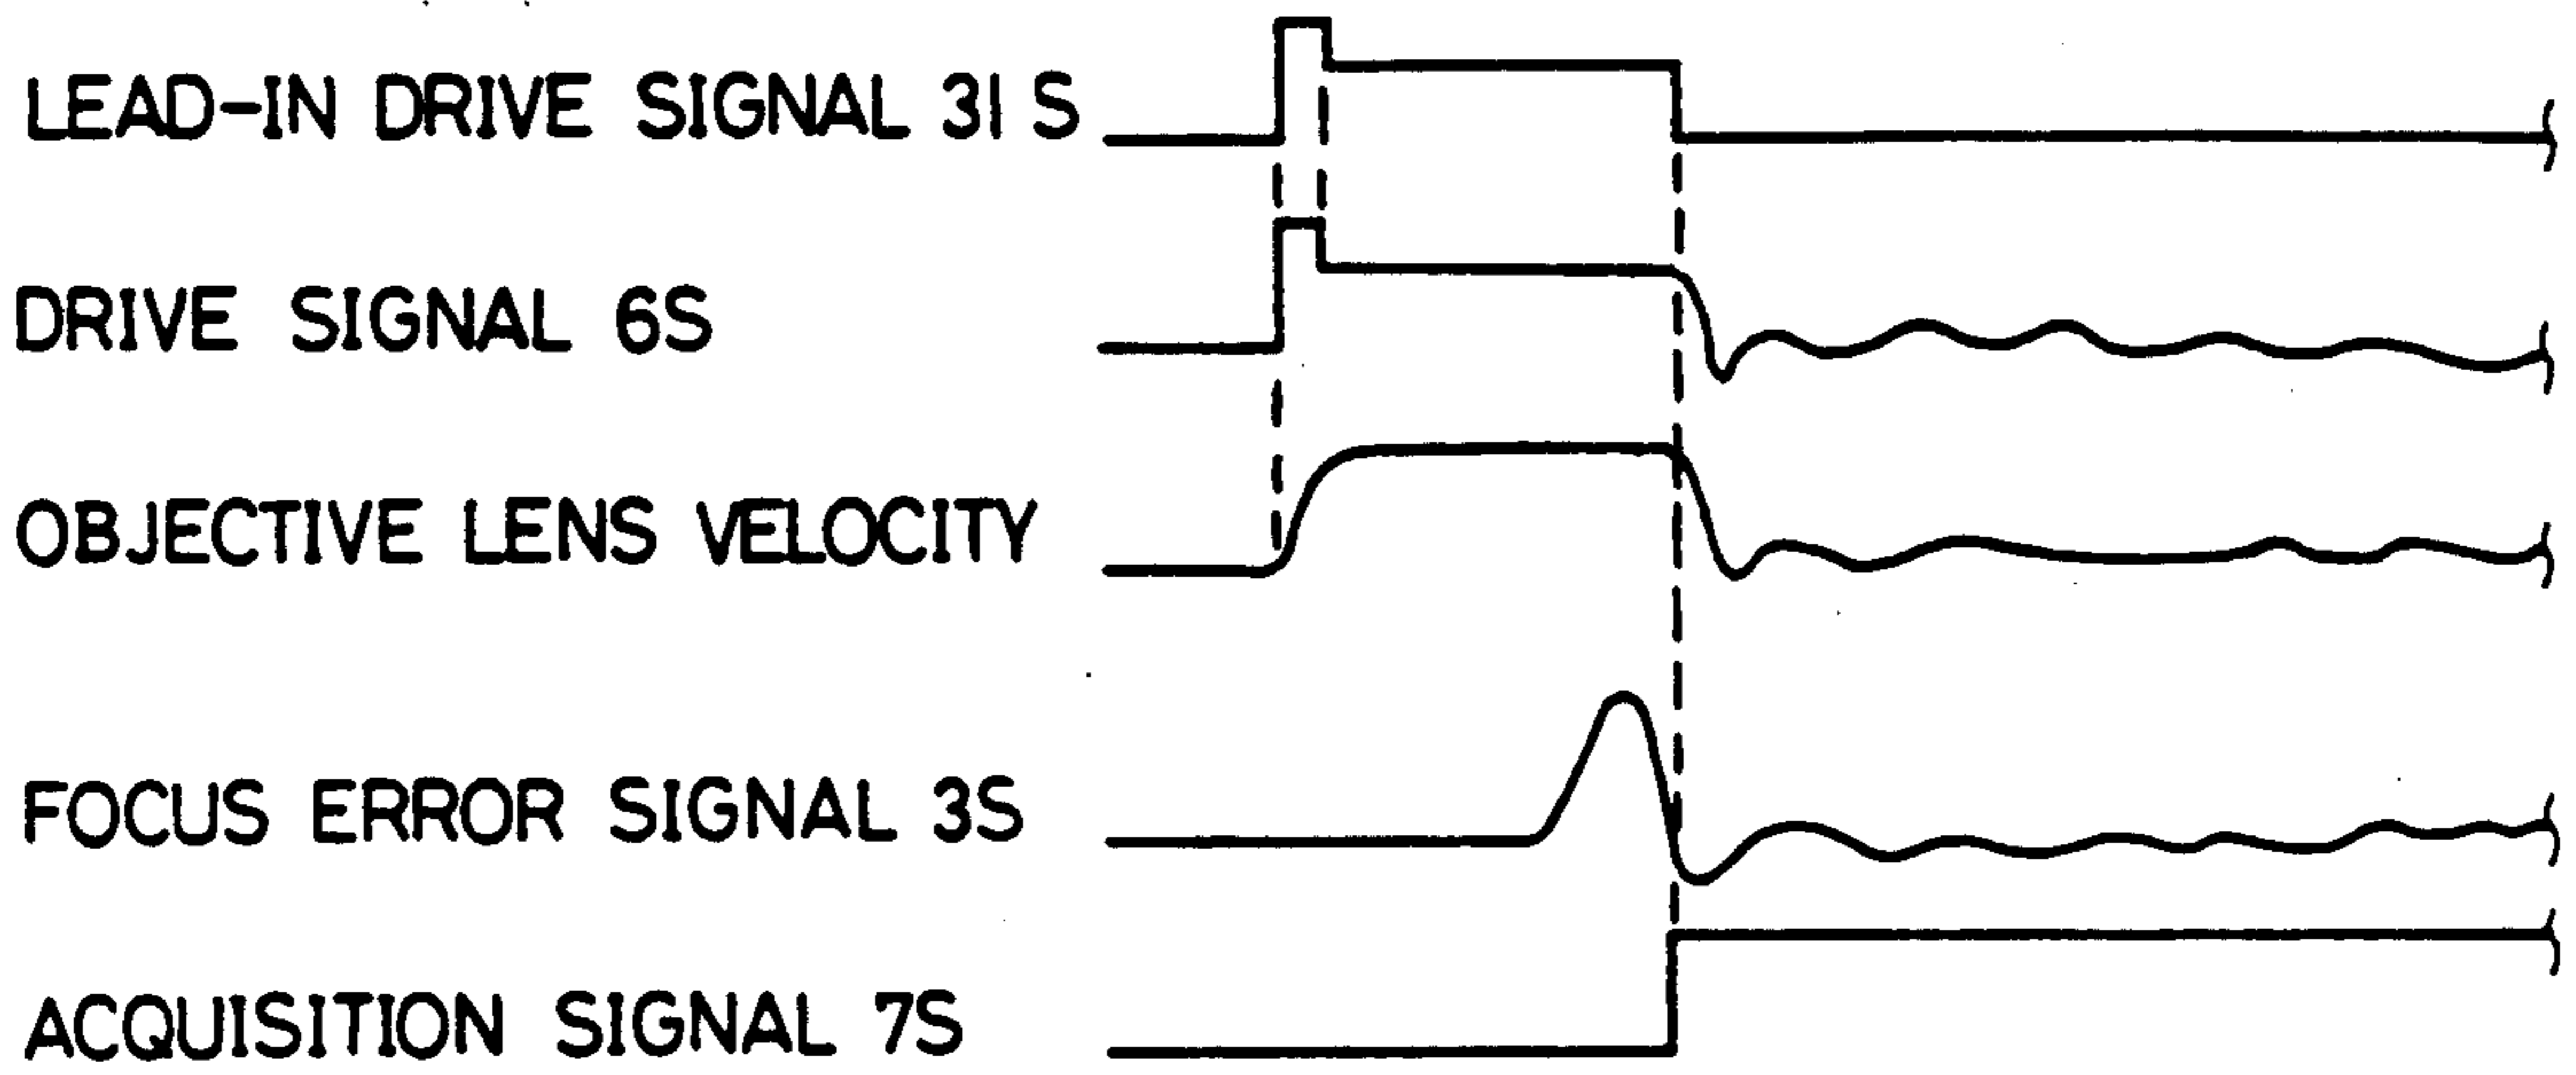 LEAD-IN DRIVE SIGNAL 31 S
DRIVE SIGNAL 6S
OBJECTIVE LENS VELOCITY
FOCUS ERROR SIGNAL 3S
ACQUISITION SIGNAL 7S